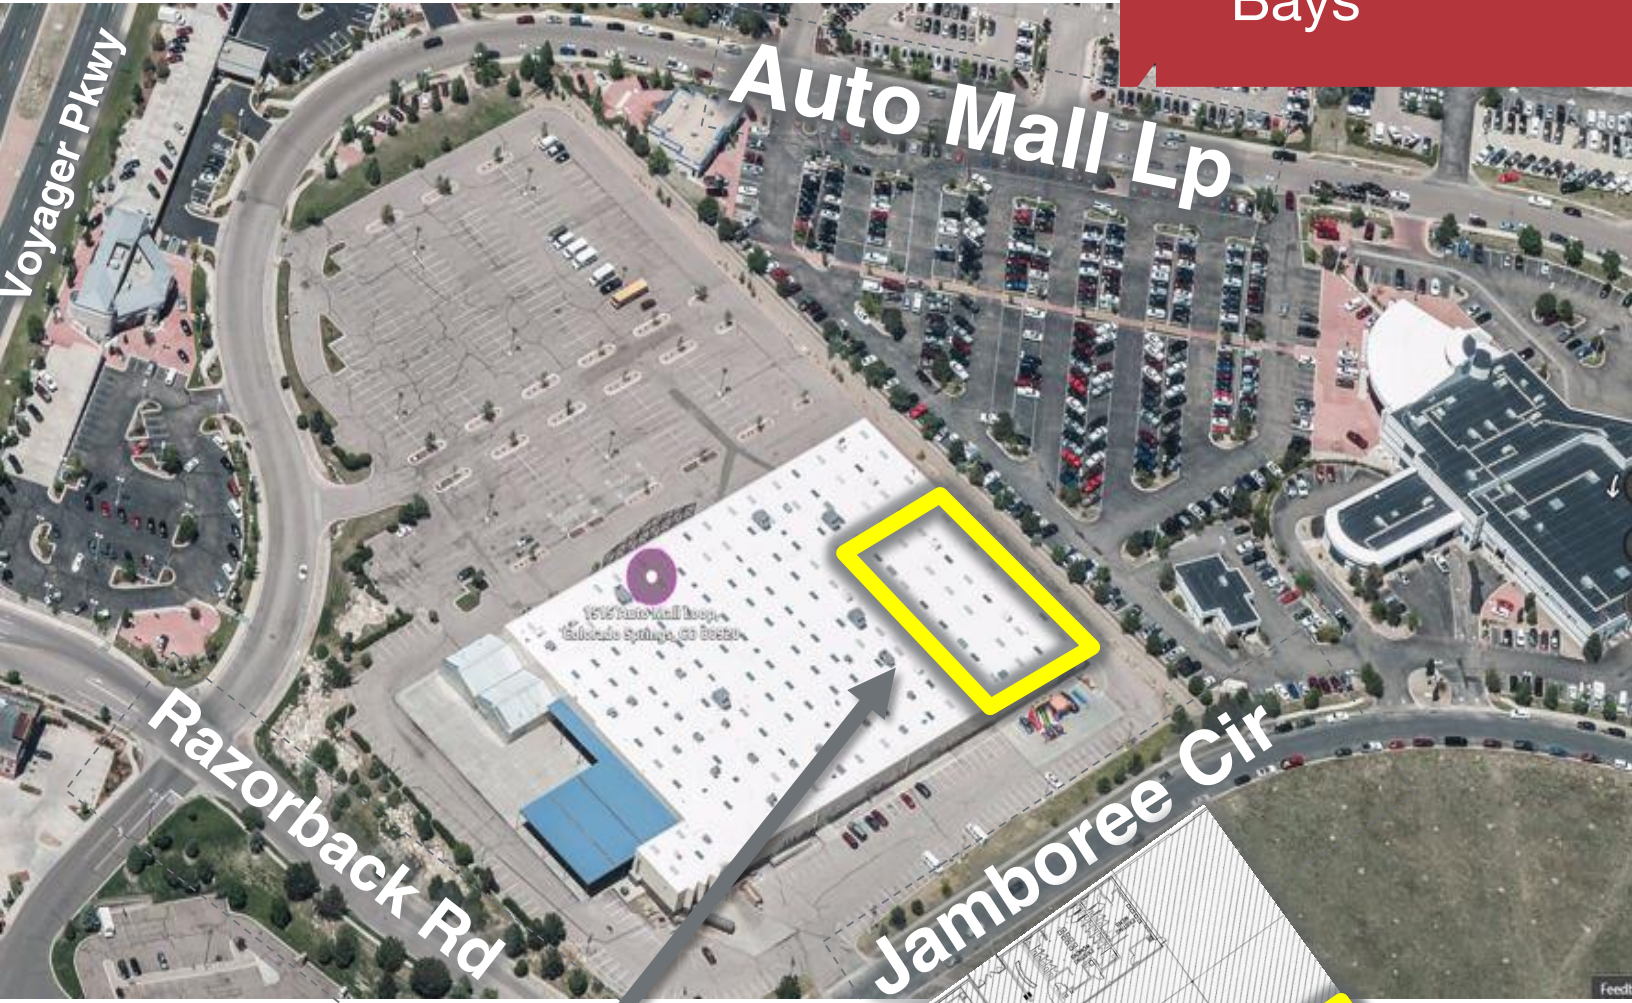 Bays
Auto Mall Lp
Voyager Pkwy
1515 Auto Mall Loop,
Colorado Springs, CO 80920
Razorback Rd
Jamboree Cir